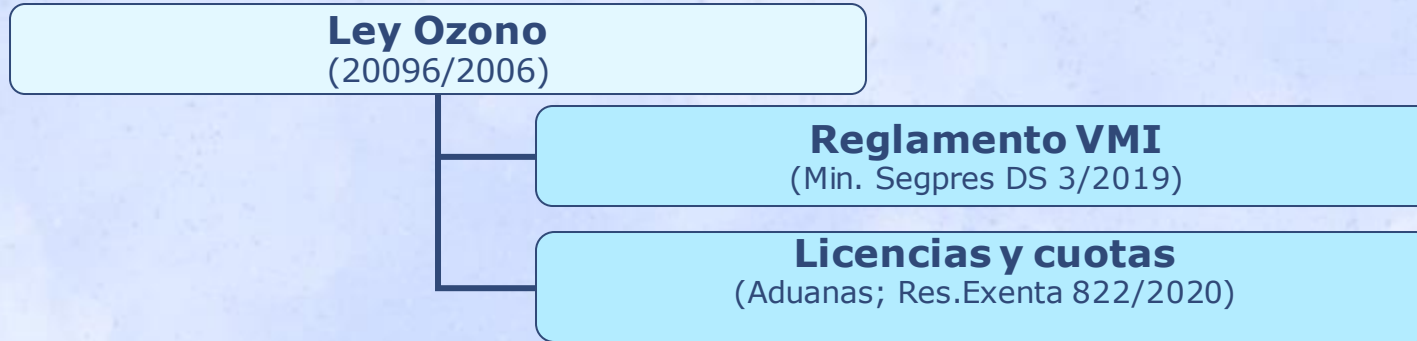 Ley Ozono
(20096/2006)
Reglamento VMI
(Min. Segpres DS 3/2019)
Licencias y cuotas
(Aduanas; Res.Exenta 822/2020)